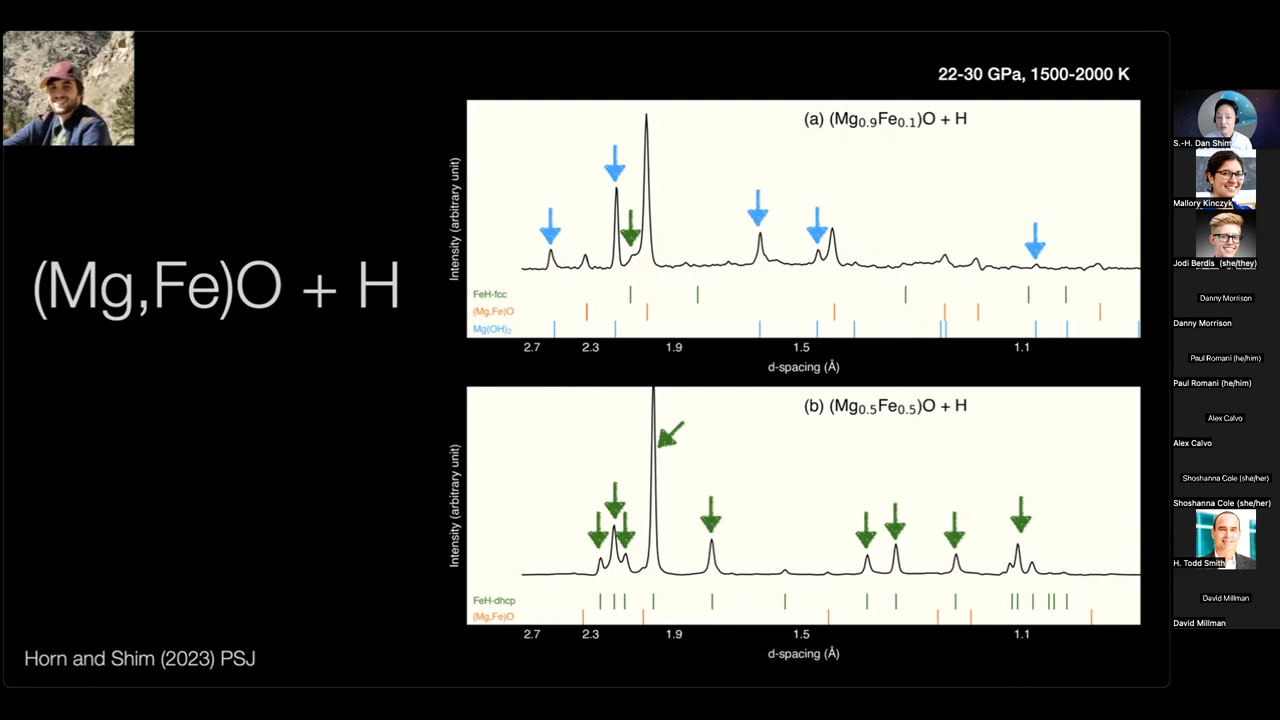 22-30 GPa, 1500-2000 K
(Mg,Fe)O + H
(a) (Mg0.9Fe0.1)O + H
Intensity (arbitrary unit)
FeH-fcc
(Mg,Fe)O
Mg(OH)2
2.7 2.3 1.9 1.5 1.1
d-spacing (Å)
(b) (Mg0.5Fe0.5)O + H
Intensity (arbitrary unit)
FeH-dhcp
(Mg,Fe)O
2.7 2.3 1.9 1.5 1.1
d-spacing (Å)
Horn and Shim (2023) PSJ
S.-H. Dan Shim
Mallory Kinczyk
Jodi Berdis (she/they)
Danny Morrison
Danny Morrison
Paul Romani (he/him)
Paul Romani (he/him)
Alex Calvo
Alex Calvo
Shoshanna Cole (she/her)
Shoshanna Cole (she/her)
H. Todd Smith
David Millman
David Millman